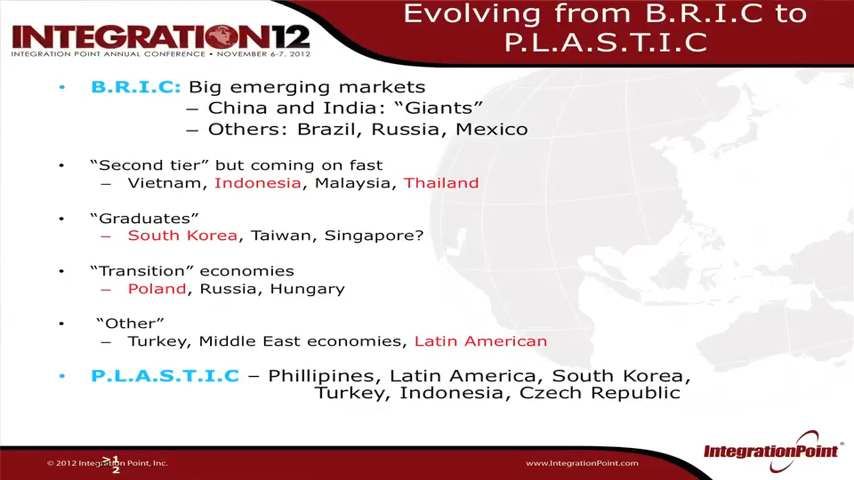 INTEGRATION12
INTEGRATION POINT ANNUAL CONFERENCE • NOVEMBER 6-7, 2012
Evolving from B.R.I.C to
P.L.A.S.T.I.C
• B.R.I.C: Big emerging markets
– China and India: “Giants”
– Others: Brazil, Russia, Mexico
• “Second tier” but coming on fast
– Vietnam, Indonesia, Malaysia, Thailand
• “Graduates”
– South Korea, Taiwan, Singapore?
• “Transition” economies
– Poland, Russia, Hungary
• “Other”
– Turkey, Middle East economies, Latin American
• P.L.A.S.T.I.C – Phillipines, Latin America, South Korea,
Turkey, Indonesia, Czech Republic
© 2012 Integration Point, Inc.
>1
2
www.IntegrationPoint.com
IntegrationPoint®